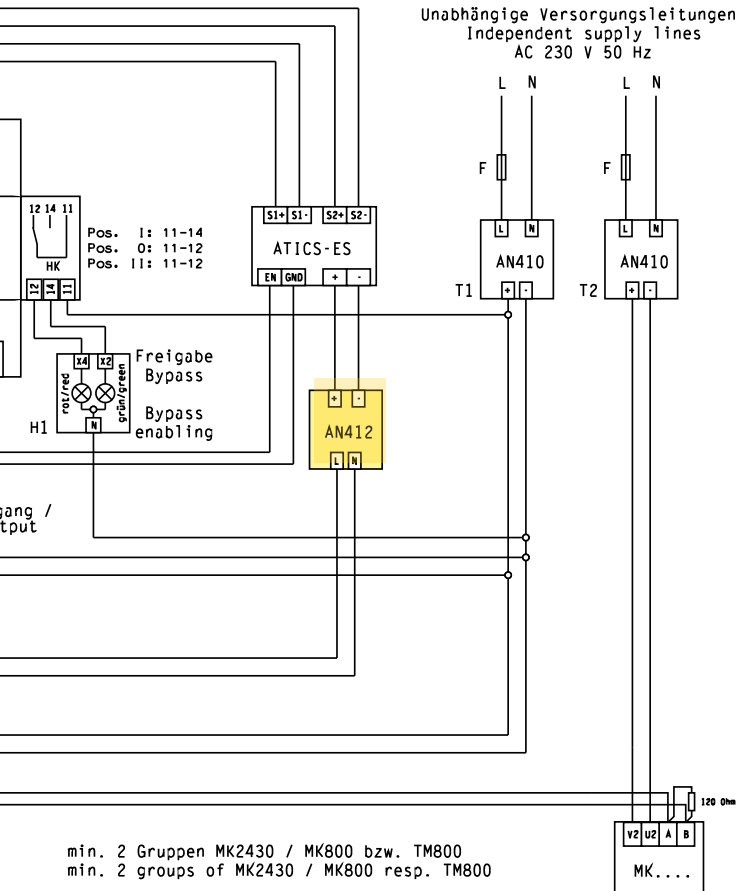 Unabhängige Versorgungsleitungen
Independent supply lines
AC 230 V 50 Hz
L N L N
F F
12 14 11
HK
12 14 11
Pos. I: 11-14
Pos. 0: 11-12
Pos. II: 11-12
S1+ S1- S2+ S2-
ATICS-ES
EN GND + -
L N
AN410
+ -
T1
L N
AN410
+ -
T2
X4 X2
rot/red
grün/green
N
H1
Freigabe
Bypass
Bypass
enabling
+ -
AN412
L N
gang /
tput
120 Ohm
V2 U2 A B
MK....
min. 2 Gruppen MK2430 / MK800 bzw. TM800
min. 2 groups of MK2430 / MK800 resp. TM800